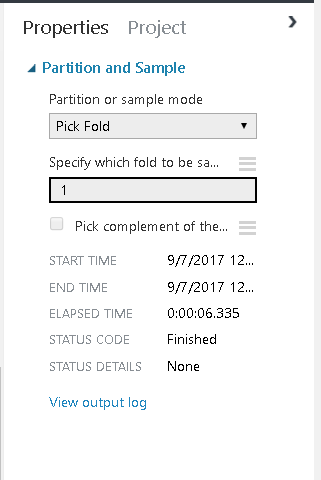 Properties Project
Partition and Sample
Partition or sample mode
Pick Fold
Specify which fold to be sa...
1
Pick complement of the...
START TIME 9/7/2017 12...
END TIME 9/7/2017 12...
ELAPSED TIME 0:00:06.335
STATUS CODE Finished
STATUS DETAILS None
View output log